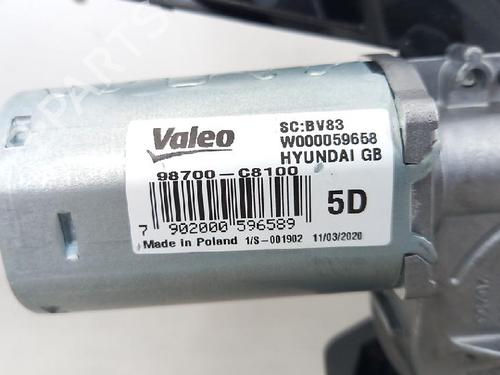 Valeo
SC:BV83
W000059658
HYUNDAI GB
98700-C8100
5D
7 902000 596589
Made in Poland 1/S-001902 11/03/2020